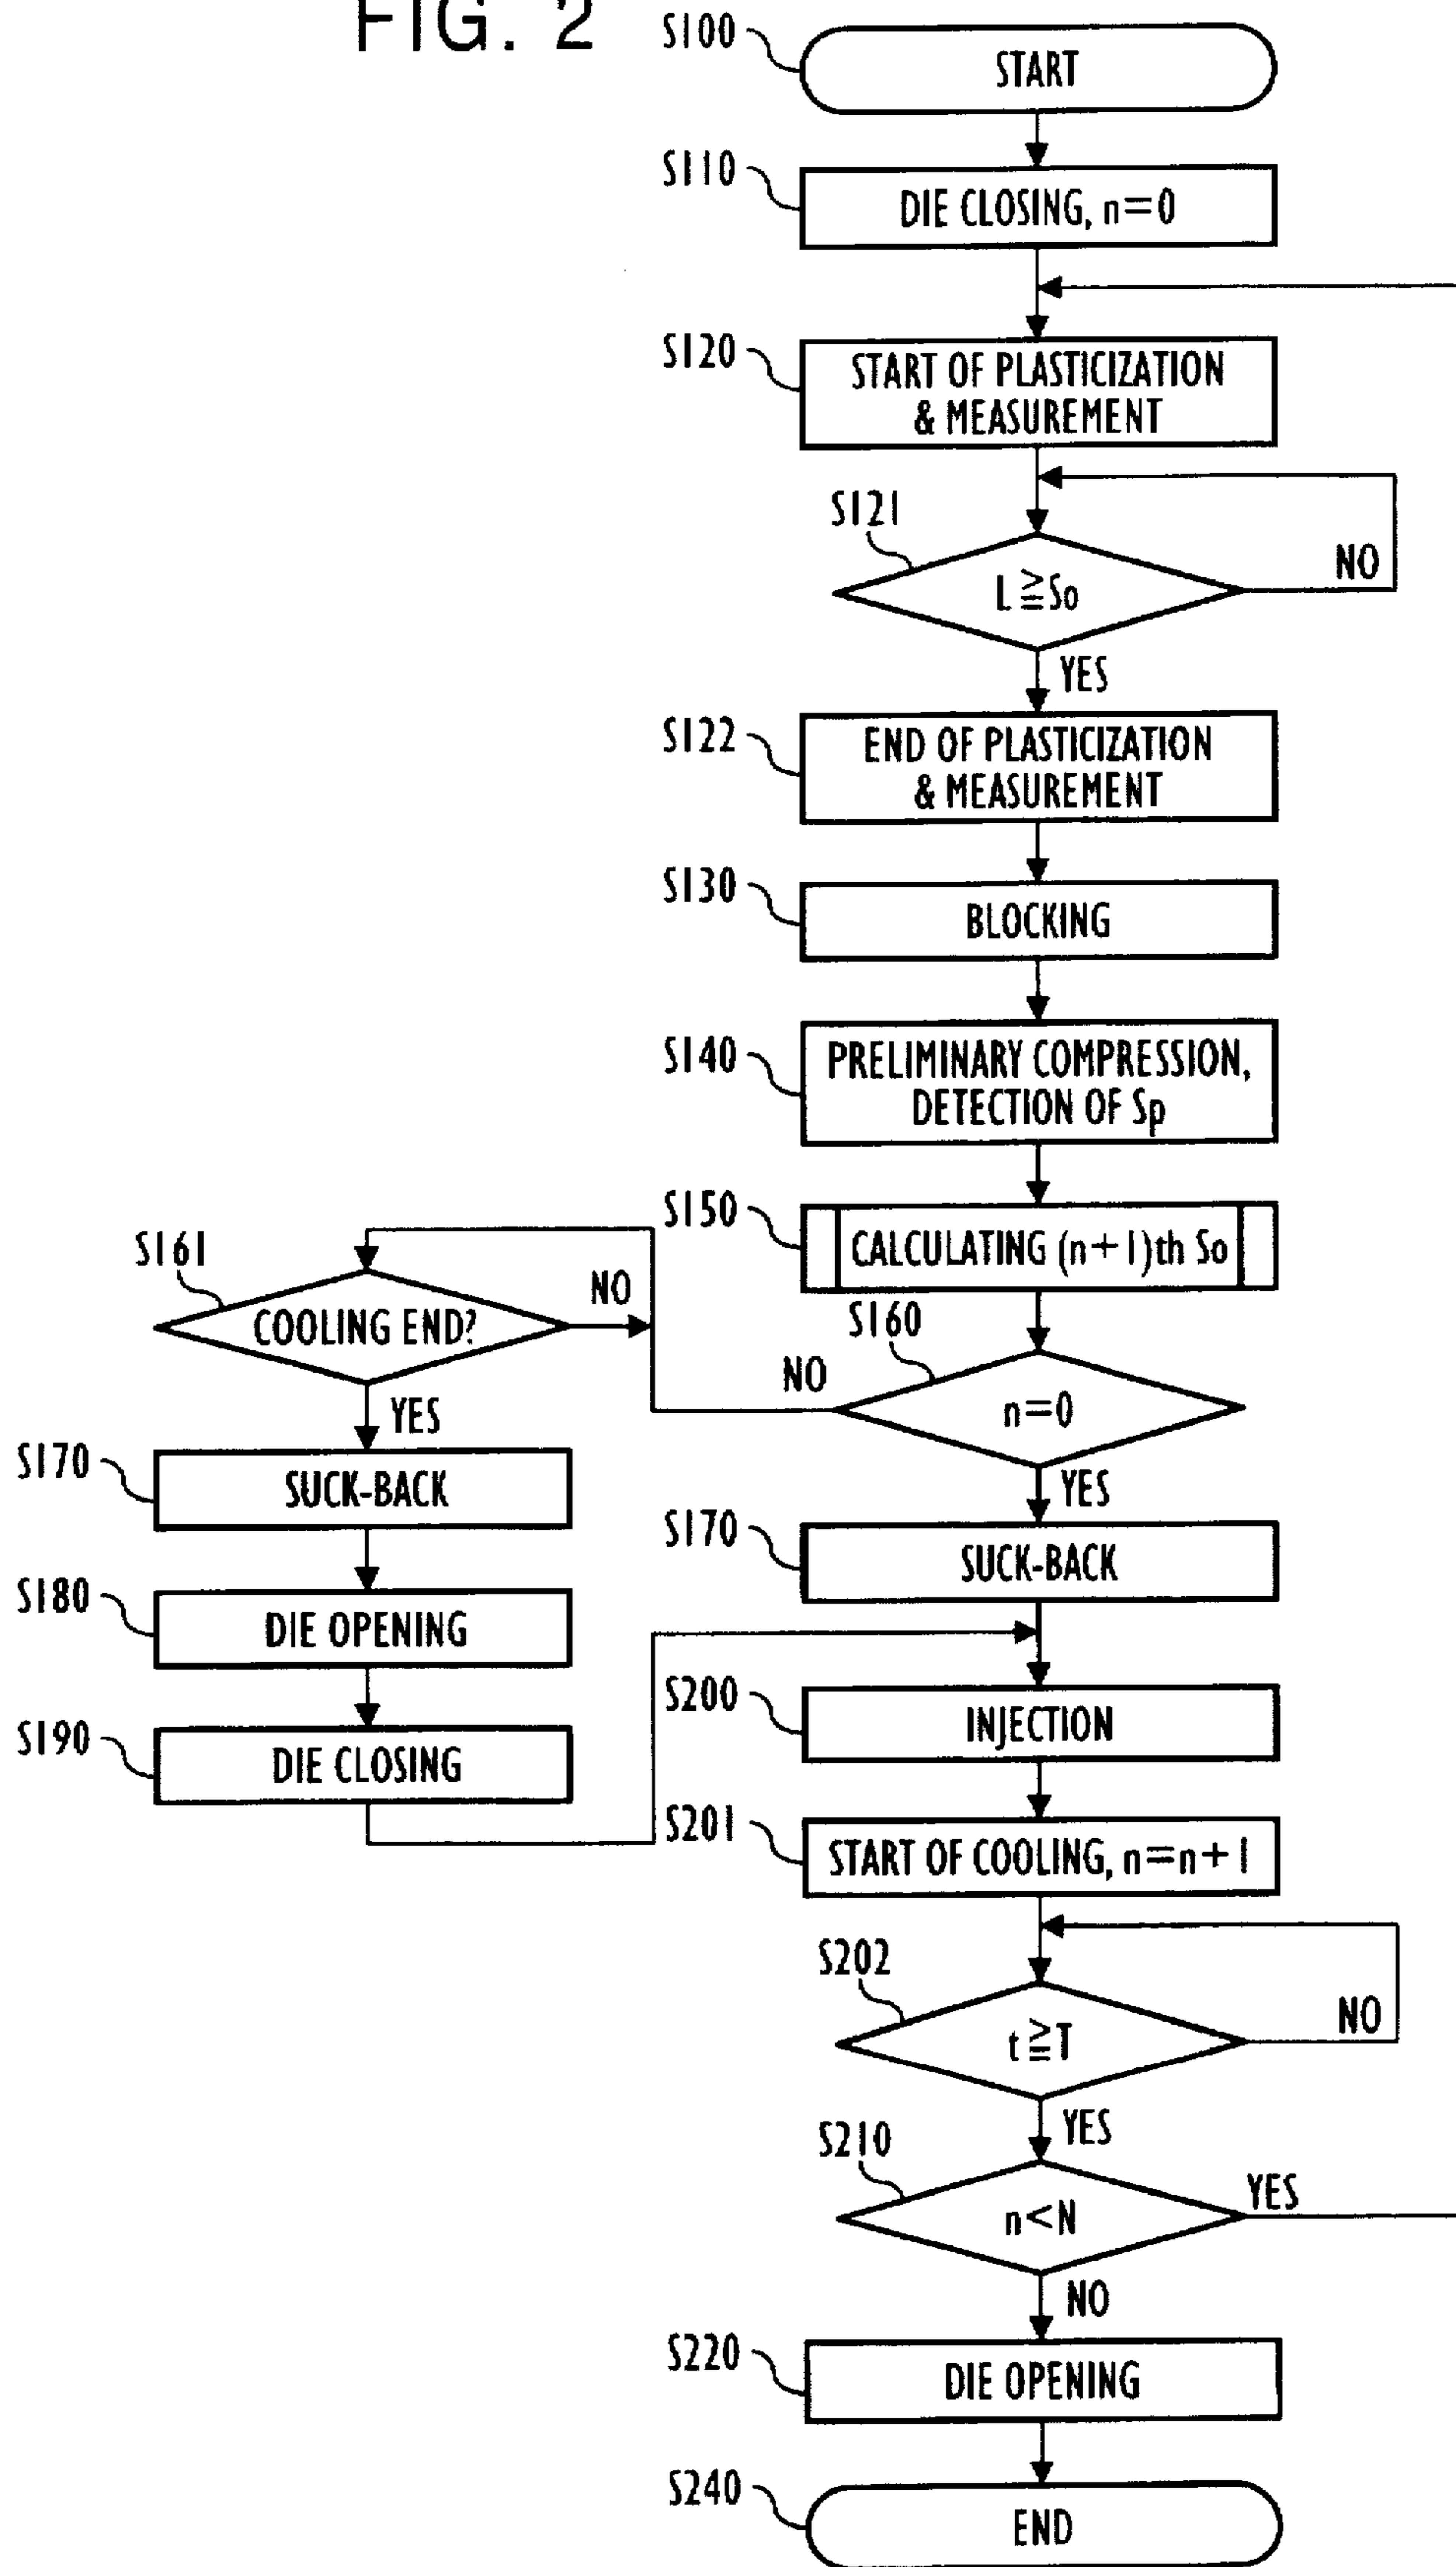 FIG. 2
S100
START
S110
DIE CLOSING, n=0
S120
START OF PLASTICIZATION
& MEASUREMENT
S121
L≧So
NO
YES
S122
END OF PLASTICIZATION
& MEASUREMENT
S130
BLOCKING
S140
PRELIMINARY COMPRESSION,
DETECTION OF Sp
S150
CALCULATING (n+1)th So
S160
n=0
NO
YES
S161
COOLING END?
NO
YES
S170
SUCK-BACK
S180
DIE OPENING
S190
DIE CLOSING
S170
SUCK-BACK
S200
INJECTION
S201
START OF COOLING, n=n+1
S202
t≧T
NO
YES
S210
n<N
YES
NO
S220
DIE OPENING
S240
END